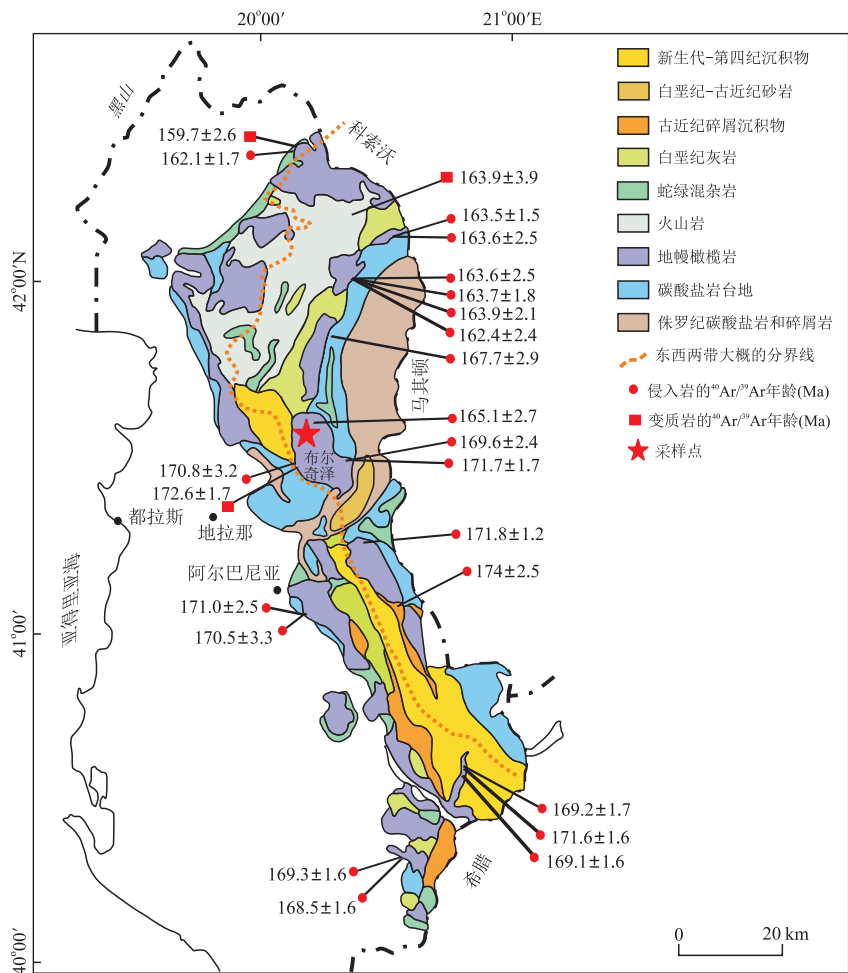 20°00′
21°00′
黑山
科索沃
159.7±2.6
162.1±1.7
163.9±3.9
163.5±1.5
163.6±2.5
42°00′N
163.6±2.5
163.7±1.8
163.9±2.1
162.4±2.4
167.7±2.9
马其顿
165.1±2.7
169.6±2.4
171.7±1.7
布尔
奇泽
170.8±3.2
172.6±1.7
都拉斯
地拉那
171.8±1.2
阿尔巴尼亚
174±2.5
171.0±2.5
170.5±3.3
亚得里亚海
41°00′
169.2±1.7
171.6±1.6
169.1±1.6
169.3±1.6
168.5±1.6
希腊
40°00′
新生代-第四纪沉积物
白垩纪-古近纪砂岩
古近纪碎屑沉积物
白垩纪灰岩
蛇绿混杂岩
火山岩
地幔橄榄岩
碳酸盐岩台地
侏罗纪碳酸盐岩和碎屑岩
东西两带大概的分界线
侵入岩的⁴⁰Ar/³⁹Ar年龄(Ma)
变质岩的⁴⁰Ar/³⁹Ar年龄(Ma)
采样点
0 20 km